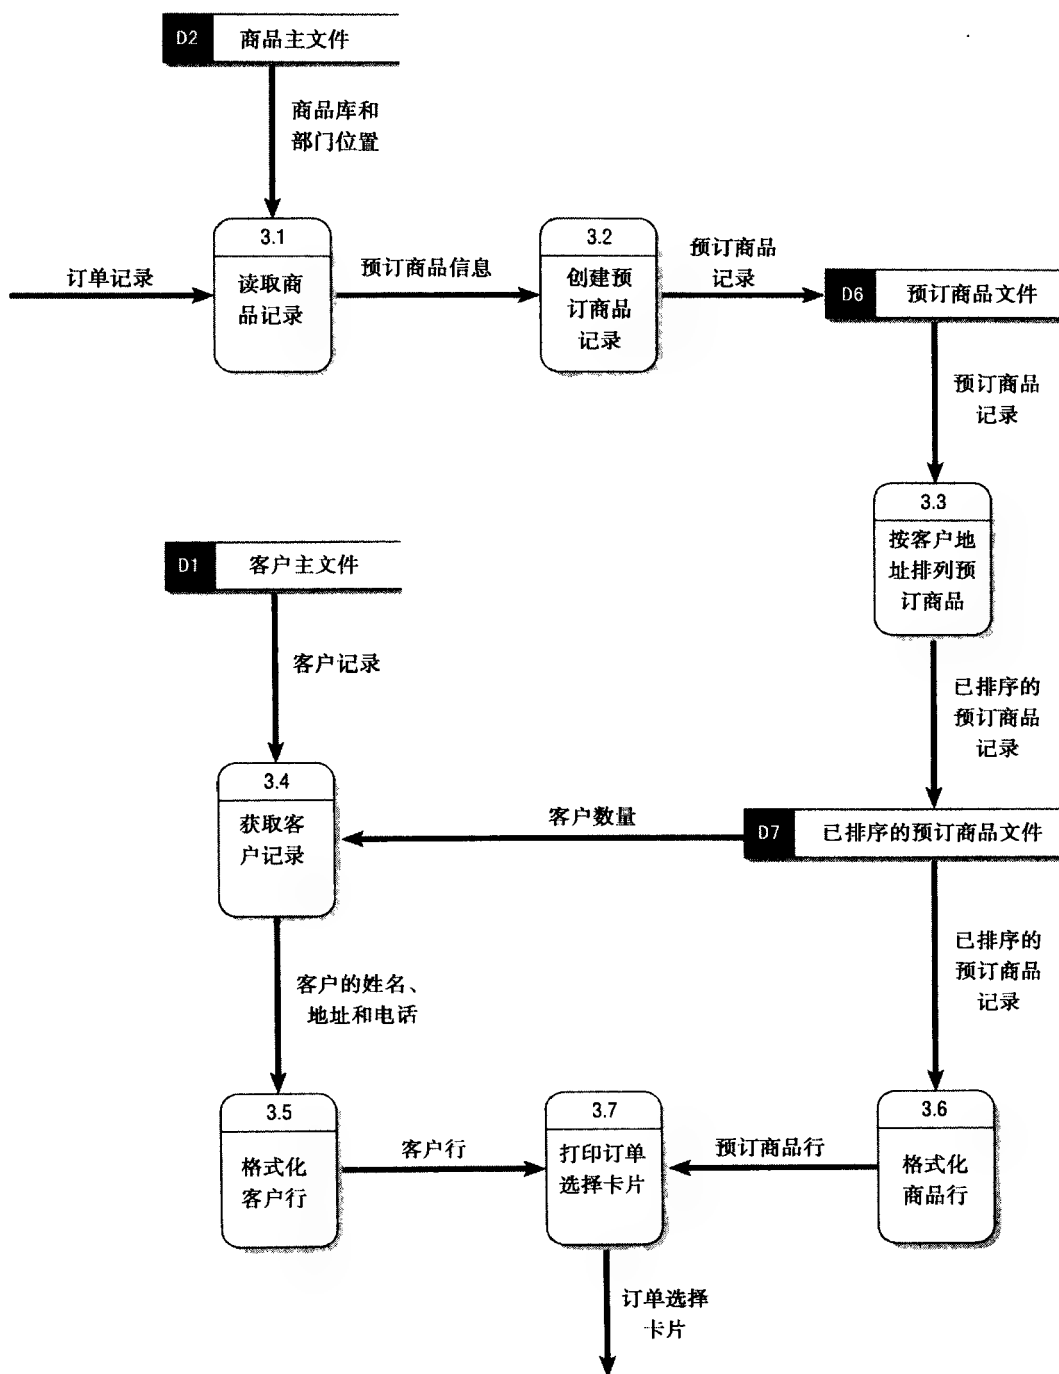 D2 商品主文件
商品库和
部门位置
订单记录
3.1
读取商
品记录
预订商品信息
3.2
创建预
订商品
记录
预订商品
记录
D6 预订商品文件
预订商品
记录
3.3
按客户地
址排列预
订商品
D1 客户主文件
客户记录
已排序的
预订商品
记录
3.4
获取客
户记录
客户数量
D7 已排序的预订商品文件
客户的姓名、
地址和电话
已排序的
预订商品
记录
3.5
格式化
客户行
客户行
3.7
打印订单
选择卡片
预订商品行
3.6
格式化
商品行
订单选择
卡片